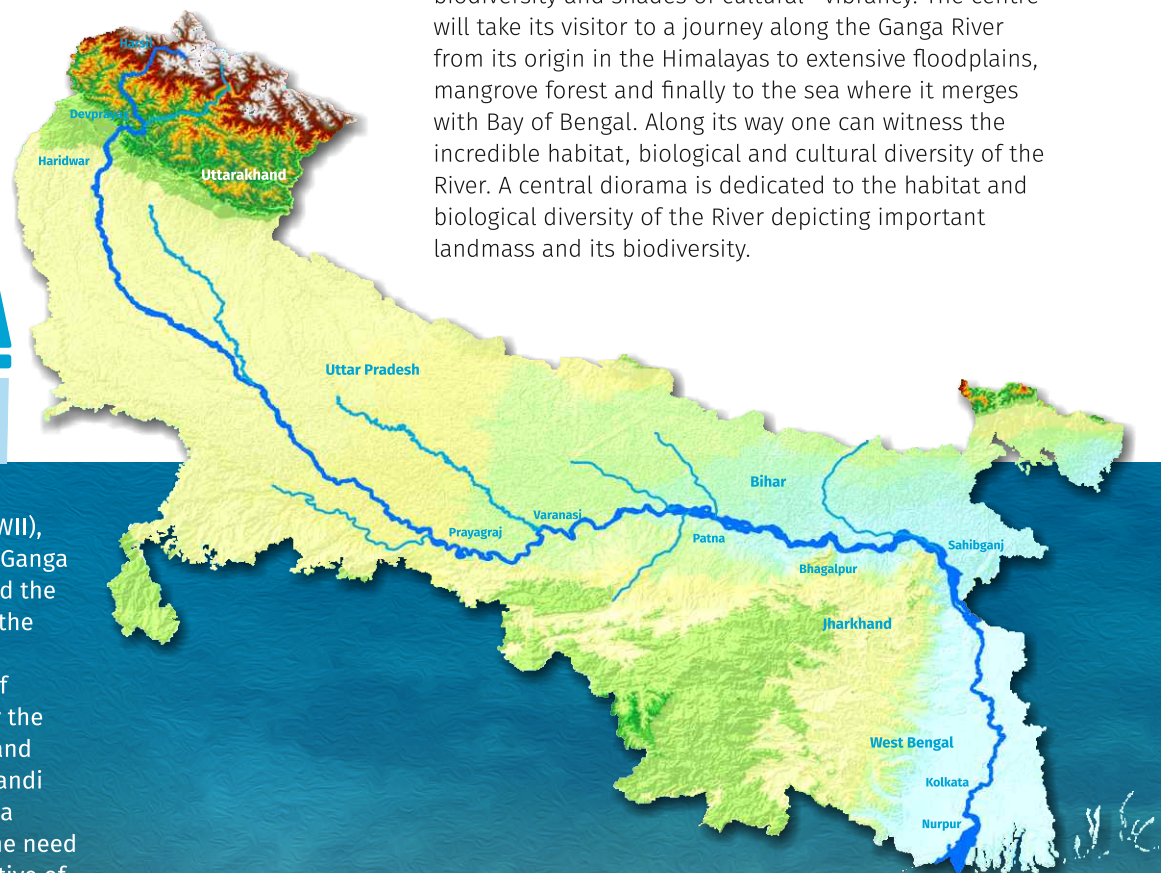 biodiversity and shades of cultural vibrancy. The centre
will take its visitor to a journey along the Ganga River
from its origin in the Himalayas to extensive floodplains,
mangrove forest and finally to the sea where it merges
with Bay of Bengal. Along its way one can witness the
incredible habitat, biological and cultural diversity of the
River. A central diorama is dedicated to the habitat and
biological diversity of the River depicting important
landmass and its biodiversity.
Harsil
Devprayag
Haridwar
Uttarakhand
Uttar Pradesh
Bihar
Varanasi
Prayagraj
Patna
Sahibganj
Bhagalpur
Jharkhand
West Bengal
Kolkata
Nurpur
WII),
Ganga
d the
the
f
the
and
andi
a
ne need
tive of